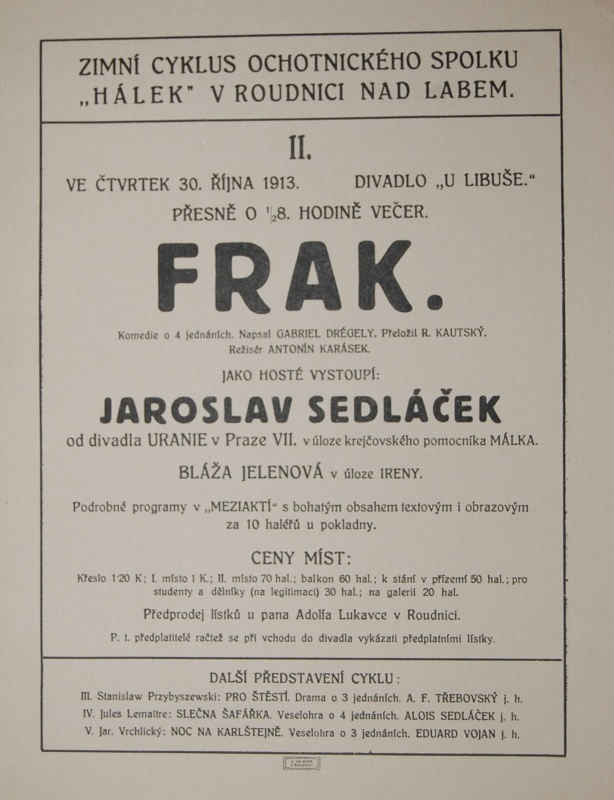 ZIMNÍ CYKLUS OCHOTNICKÉHO SPOLKU
„HÁLEK" V ROUDNICI NAD LABEM.
II.
VE ČTVRTEK 30. ŘÍJNA 1913. DIVADLO „U LIBUŠE."
PŘESNĚ O ½8. HODINĚ VEČER.
FRAK.
Komedie o 4 jednáních. Napsal GABRIEL DRÉGELY. Přeložil R. KAUTSKÝ.
Režisér ANTONÍN KARÁSEK.
JAKO HOSTÉ VYSTOUPÍ:
JAROSLAV SEDLÁČEK
od divadla URANIE v Praze VII. v úloze krejčovského pomocníka MÁLKA.
BLÁŽA JELENOVÁ v úloze IRENY.
Podrobné programy v „MEZIAKTÍ" s bohatým obsahem textovým i obrazovým
za 10 haléřů u pokladny.
CENY MÍST:
Křeslo 1·20 K; I. místo 1 K.; II. místo 70 hal.; balkon 60 hal.; k stání v přízemí 50 hal.; pro
studenty a dělníky (na legitimaci) 30 hal.; na galerii 20 hal.
Předprodej lístků u pana Adolfa Lukavce v Roudnici.
P. t. předplatitelé račtež se při vchodu do divadla vykázati předplatními lístky.
DALŠÍ PŘEDSTAVENÍ CYKLU:
III. Stanislaw Przybyszewski: PRO ŠTĚSTÍ. Drama o 3 jednáních. A. F. TŘEBOVSKÝ j. h.
IV. Jules Lemaître: SLEČNA ŠAFÁŘKA. Veselohra o 4 jednáních. ALOIS SEDLÁČEK j. h.
V. Jar. Vrchlický: NOC NA KARLŠTEJNĚ. Veselohra o 3 jednáních. EDUARD VOJAN j. h.